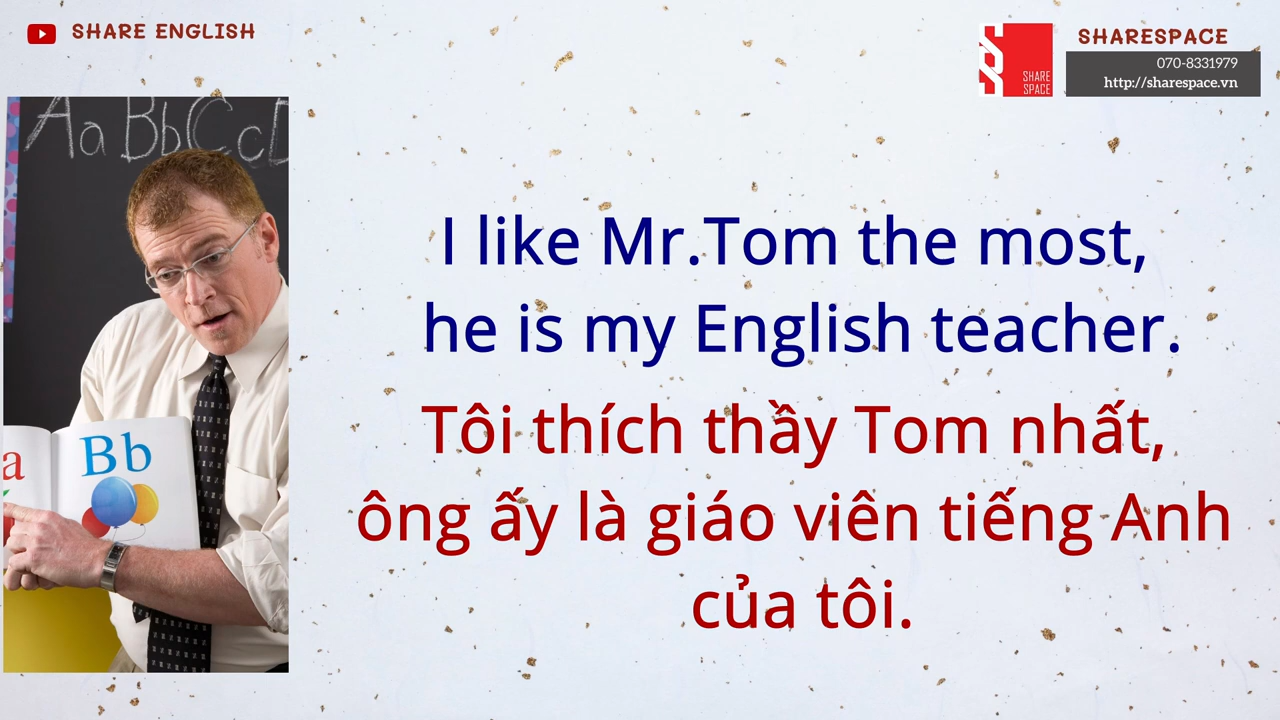 SHARE ENGLISH
SHARESPACE
070-8331979
http://sharespace.vn
SHARE
SPACE
Aa Bb Cc D
I like Mr.Tom the most,
he is my English teacher.
Tôi thích thầy Tom nhất,
ông ấy là giáo viên tiếng Anh
của tôi.
a
Bb